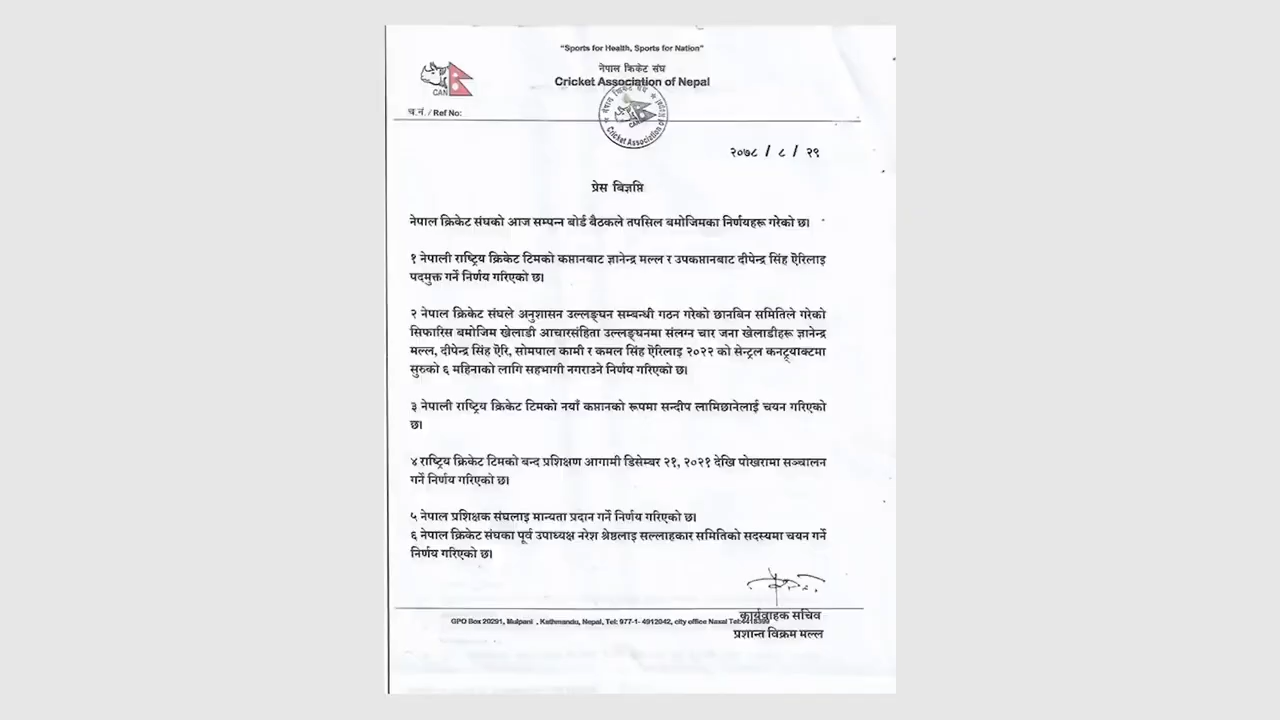 "Sports for Health, Sports for Nation"
नेपाल क्रिकेट संघ
Cricket Association of Nepal
CAN
च.नं. / Ref No:
नेपाल क्रिकेट संघ
CAN
Cricket Association of Nepal
२०७८ / ८ / २९
प्रेस बिज्ञप्ति
नेपाल क्रिकेट संघको आज सम्पन्न बोर्ड बैठकले तपसिल बमोजिमका निर्णयहरू गरेको छ।
१ नेपाली राष्ट्रिय क्रिकेट टिमको कप्तानबाट ज्ञानेन्द्र मल्ल र उपकप्तानबाट दीपेन्द्र सिंह ऐरिलाइ
पदमुक्त गर्ने निर्णय गरिएको छ।
२ नेपाल क्रिकेट संघले अनुशासन उल्लङ्घन सम्बन्धी गठन गरेको छानबिन समितिले गरेको
सिफारिस बमोजिम खेलाडी आचारसंहिता उल्लङ्घनमा संलग्न चार जना खेलाडीहरू ज्ञानेन्द्र
मल्ल, दीपेन्द्र सिंह ऐरि, सोमपाल कामी र कमल सिंह ऐरिलाइ २०२२ को सेन्ट्रल कनट्र्याक्टमा
सुरुको ६ महिनाको लागि सहभागी नगराउने निर्णय गरिएको छ।
३ नेपाली राष्ट्रिय क्रिकेट टिमको नयाँ कप्तानको रूपमा सन्दीप लामिछानेलाई चयन गरिएको
छ।
४ राष्ट्रिय क्रिकेट टिमको बन्द प्रशिक्षण आगामी डिसेम्बर २१, २०२१ देखि पोखरामा सञ्चालन
गर्ने निर्णय गरिएको छ।
५ नेपाल प्रशिक्षक संघलाइ मान्यता प्रदान गर्ने निर्णय गरिएको छ।
६ नेपाल क्रिकेट संघका पूर्व उपाध्यक्ष नरेश श्रेष्ठलाइ सल्लाहकार समितिको सदस्यमा चयन गर्ने
निर्णय गरिएको छ।
कार्यवाहक सचिव
GPO Box 20291, Mulpani , Kathmandu, Nepal, Tel: 977-1- 4912042, city office Naxal Tel:
प्रशान्त विक्रम मल्ल